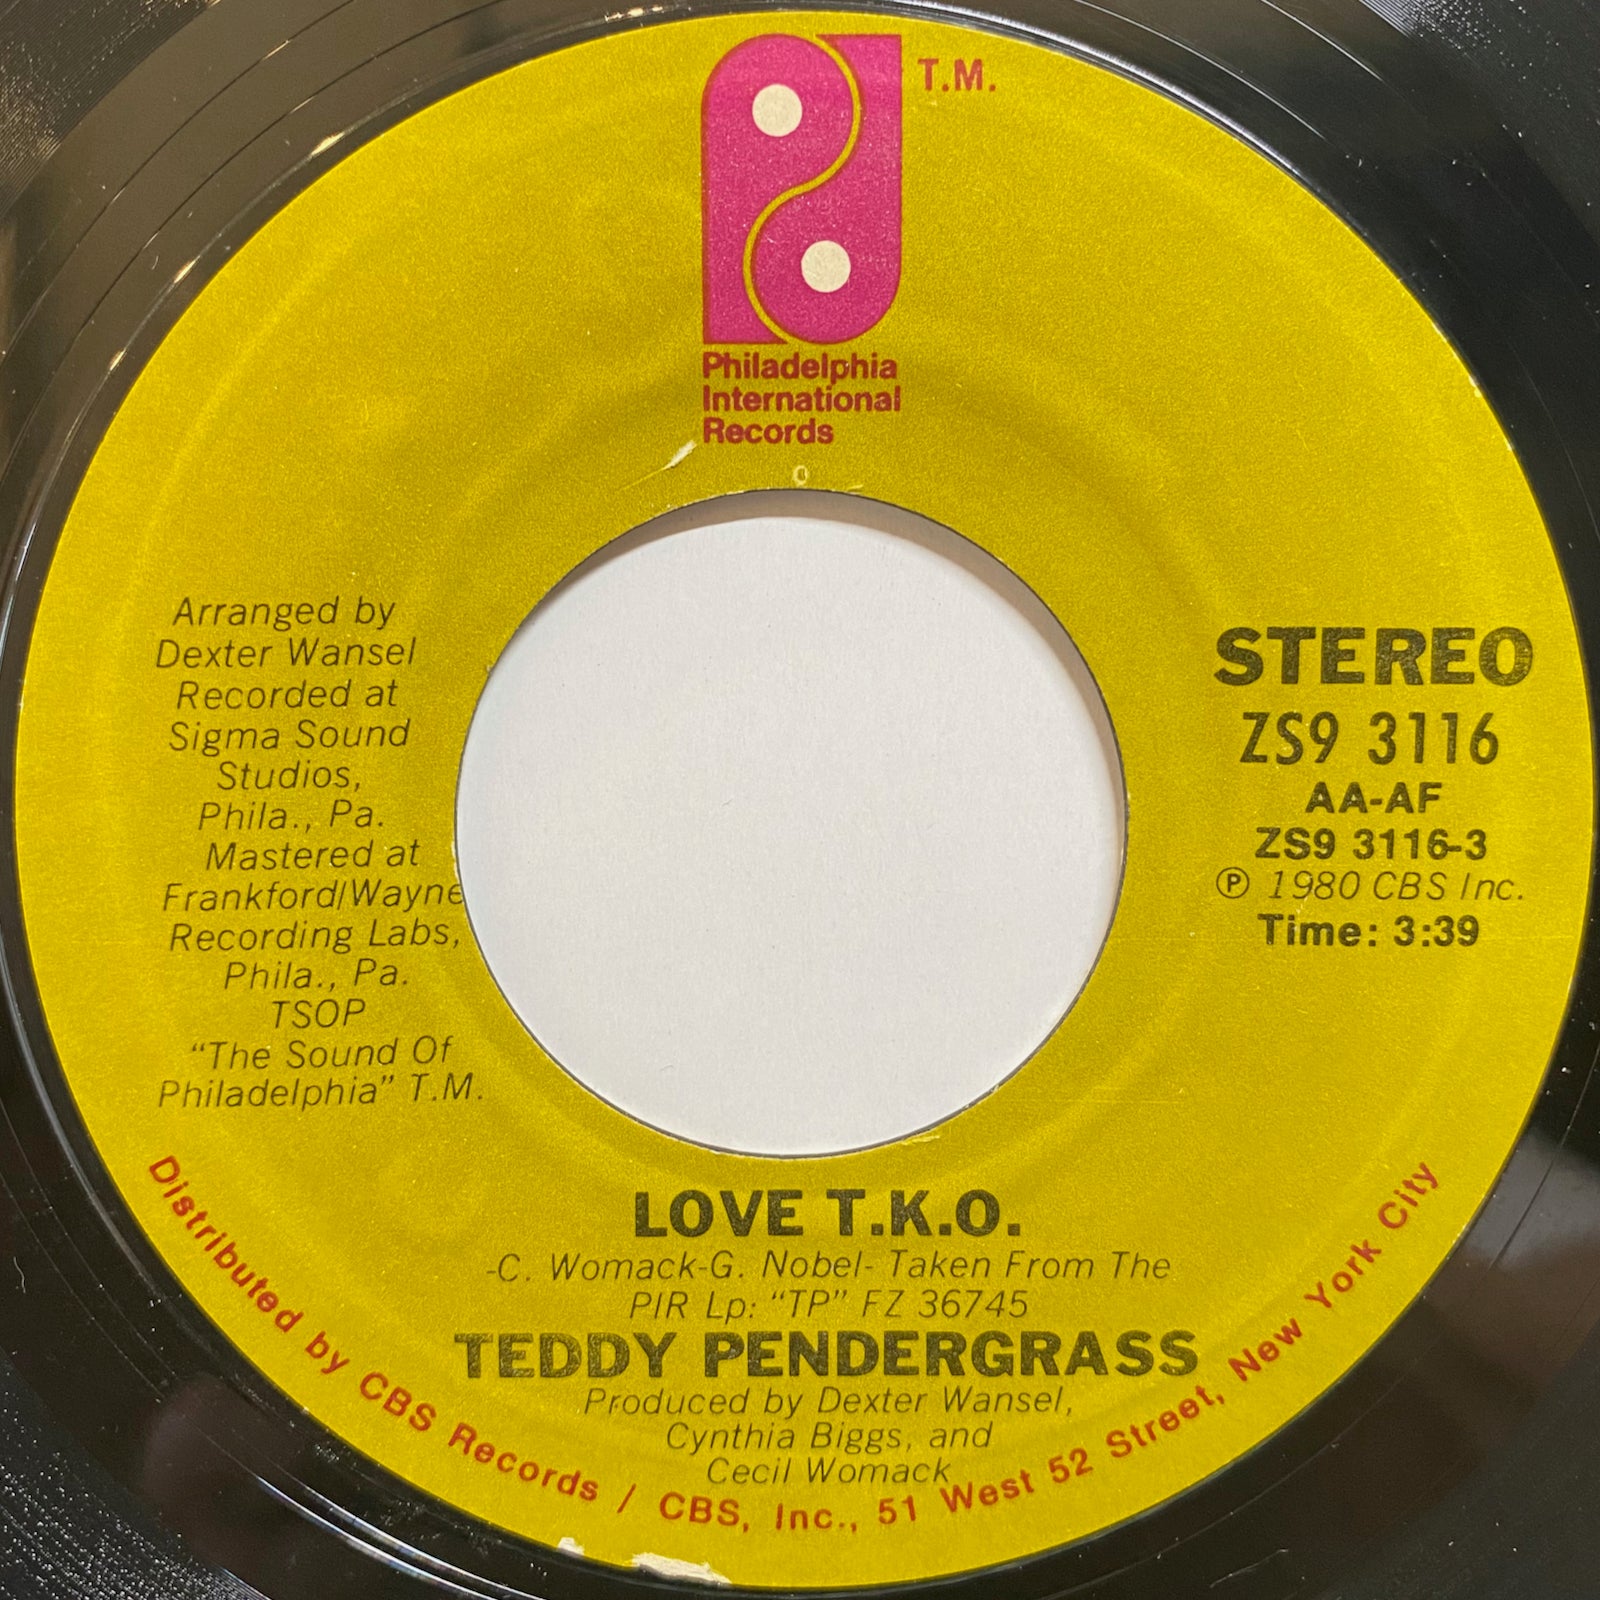 T.M.
Philadelphia
International
Records
Arranged by
Dexter Wansel
Recorded at
Sigma Sound
Studios,
Phila., Pa.
Mastered at
Frankford/Wayne
Recording Labs,
Phila., Pa.
TSOP
“The Sound Of
Philadelphia” T.M.
STEREO
ZS9 3116
AA-AF
ZS9 3116-3
Ⓟ 1980 CBS Inc.
Time: 3:39
LOVE T.K.O.
-C. Womack-G. Nobel- Taken From The
PIR Lp: “TP” FZ 36745
TEDDY PENDERGRASS
Produced by Dexter Wansel,
Cynthia Biggs, and
Cecil Womack
Distributed by CBS Records / CBS, Inc., 51 West 52 Street, New York City